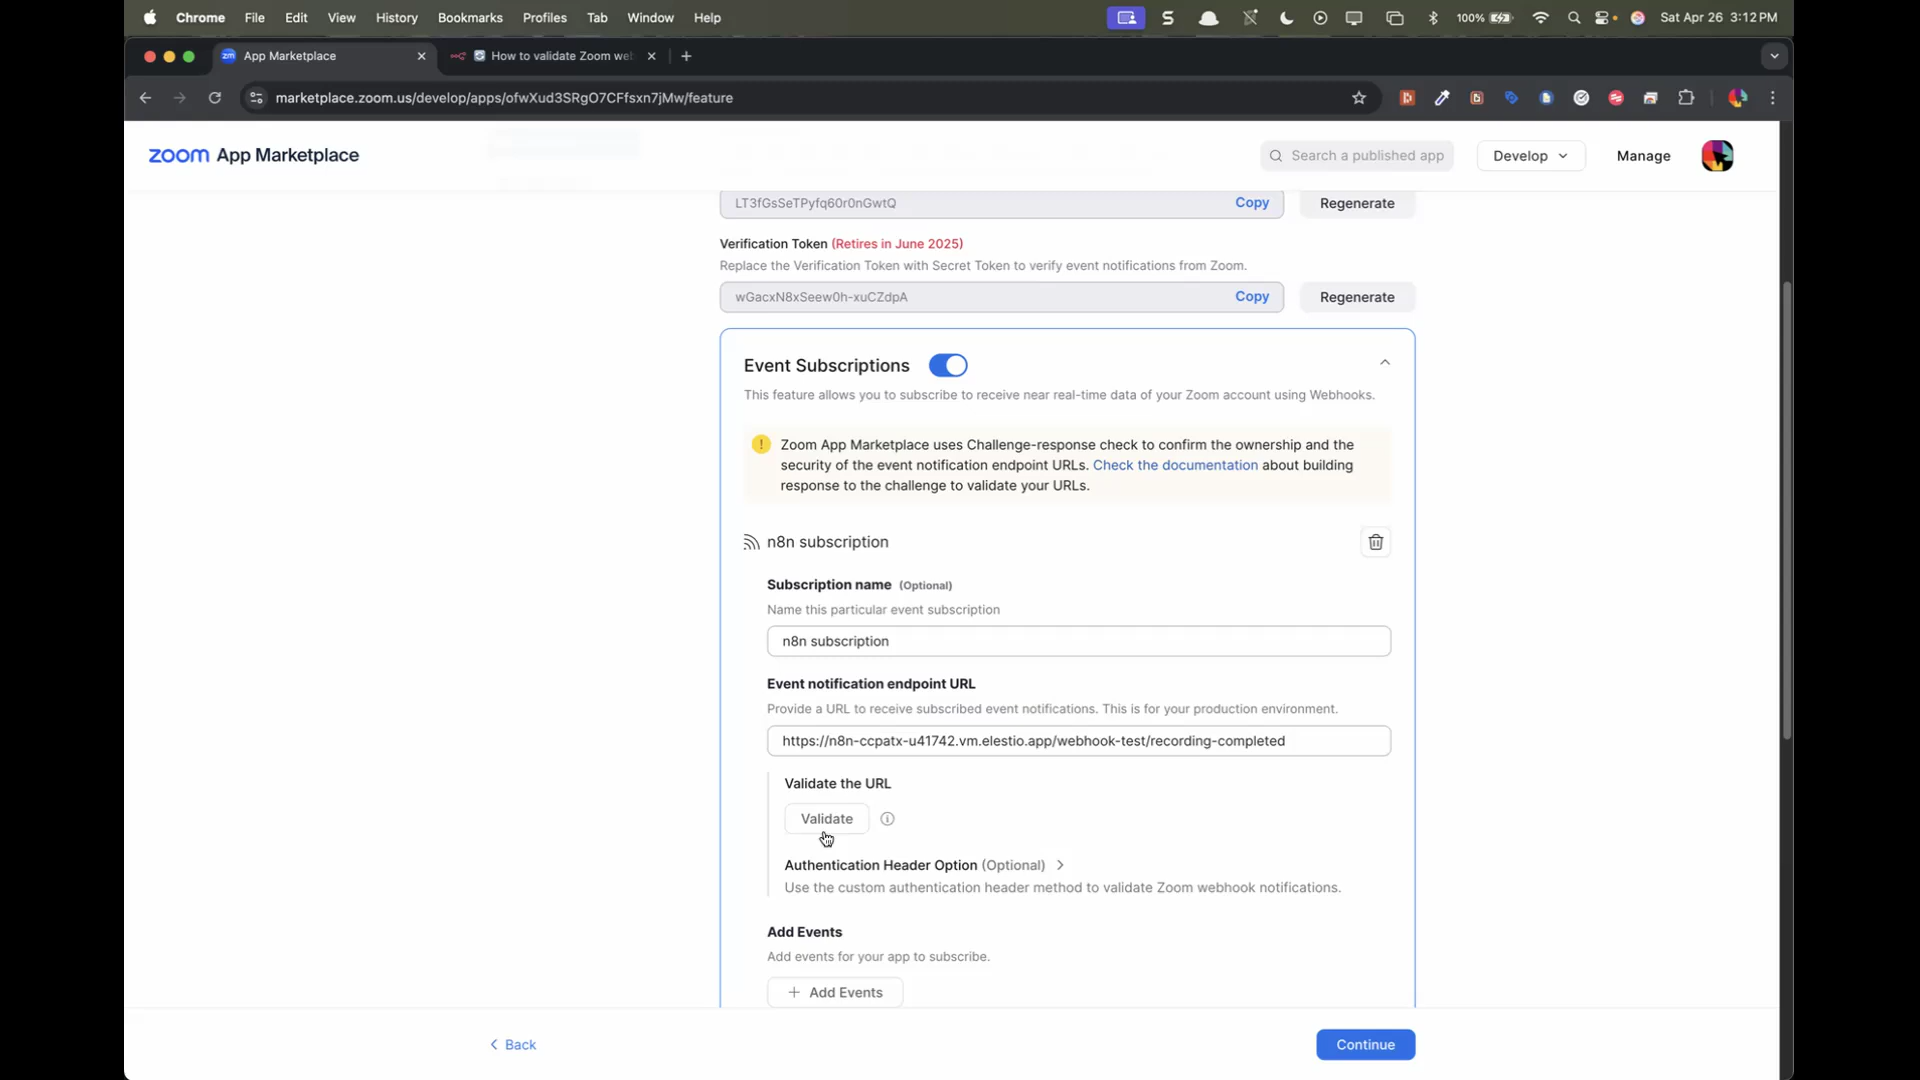 Chrome File Edit View History Bookmarks Profiles Tab Window Help 100% Sat Apr 26 3:12 PM
App Marketplace How to validate Zoom we
marketplace.zoom.us/develop/apps/ofwXud3SRgO7CFfsxn7jMw/feature
zoom App Marketplace Search a published app Develop Manage
LT3fGsSeTPyfq60r0nGwtQ Copy Regenerate
Verification Token (Retires in June 2025)
Replace the Verification Token with Secret Token to verify event notifications from Zoom.
wGacxN8xSeew0h-xuCZdpA Copy Regenerate
Event Subscriptions
This feature allows you to subscribe to receive near real-time data of your Zoom account using Webhooks.
Zoom App Marketplace uses Challenge-response check to confirm the ownership and the
security of the event notification endpoint URLs. Check the documentation about building
response to the challenge to validate your URLs.
n8n subscription
Subscription name (Optional)
Name this particular event subscription
n8n subscription
Event notification endpoint URL
Provide a URL to receive subscribed event notifications. This is for your production environment.
https://n8n-ccpatx-u41742.vm.elestio.app/webhook-test/recording-completed
Validate the URL
Validate
Authentication Header Option (Optional)
Use the custom authentication header method to validate Zoom webhook notifications.
Add Events
Add events for your app to subscribe.
+ Add Events
Back Continue